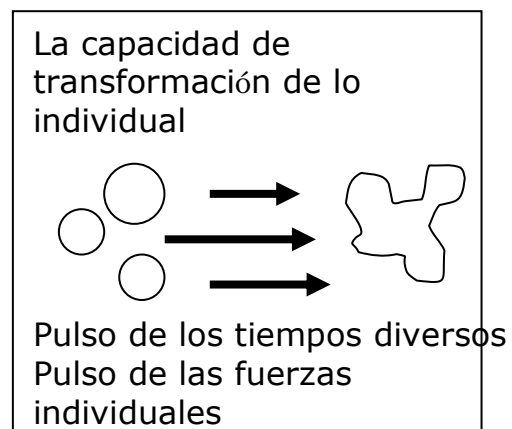 La capacidad de
transformación de lo
individual
Pulso de los tiempos diversos
Pulso de las fuerzas
individuales